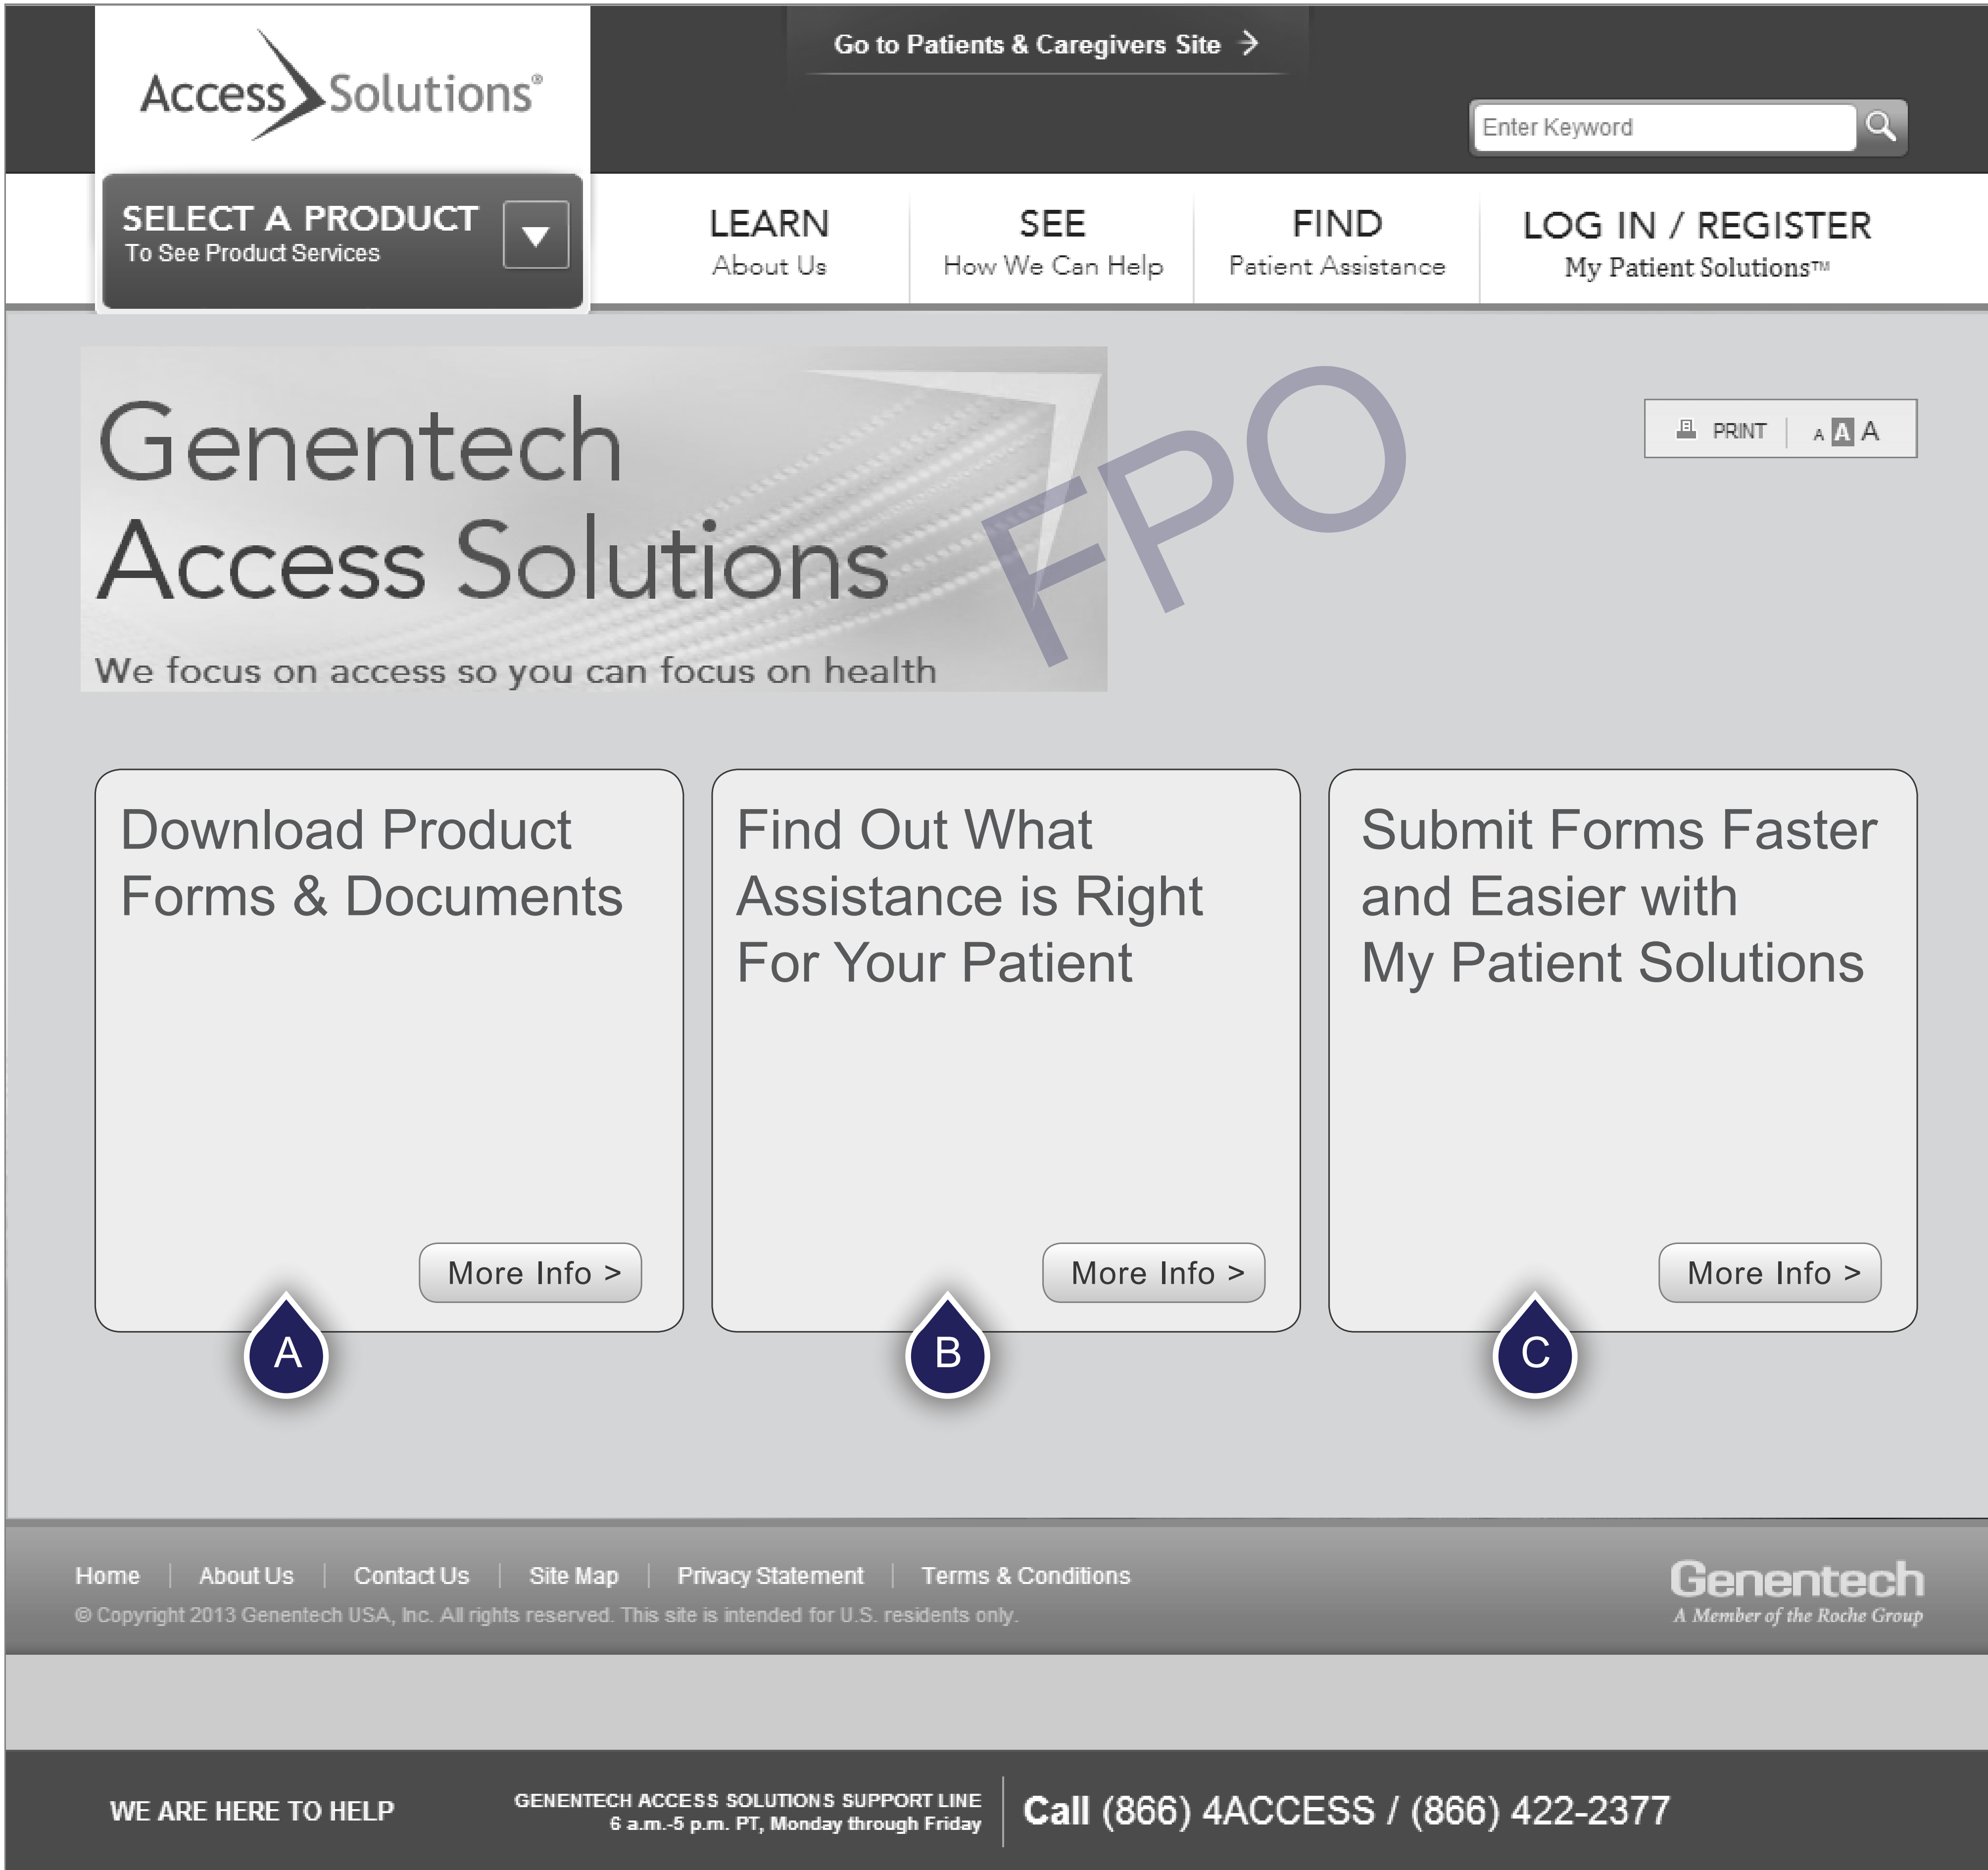 Go to Patients & Caregivers Site
Access Solutions®
Enter Keyword
SELECT A PRODUCT
To See Product Services
LEARN
About Us
SEE
How We Can Help
FIND
Patient Assistance
LOG IN / REGISTER
My Patient Solutions™
Genentech
Access Solutions
We focus on access so you can focus on health
FPO
PRINT
A A A
Download Product
Forms & Documents
More Info >
A
Find Out What
Assistance is Right
For Your Patient
More Info >
B
Submit Forms Faster
and Easier with
My Patient Solutions
More Info >
C
Home | About Us | Contact Us | Site Map | Privacy Statement | Terms & Conditions
© Copyright 2013 Genentech USA, Inc. All rights reserved. This site is intended for U.S. residents only.
Genentech
A Member of the Roche Group
WE ARE HERE TO HELP
GENENTECH ACCESS SOLUTIONS SUPPORT LINE
6 a.m.-5 p.m. PT, Monday through Friday
Call (866) 4ACCESS / (866) 422-2377